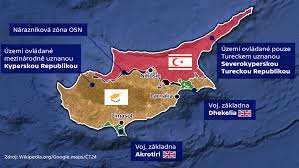 Nárazníková zóna OSN
Území ovládané
mezinárodně uznanou
Kyperskou Republikou
Území ovládané pouze
Tureckem uznanou
Severokyperskou
Tureckou Republikou
Nikósie
Larnaka
Limassol
Voj. základna
Dhekelia
Voj. základna
Akrotiri
Zdroj: Wikipedia.org/Google.maps/ČT24